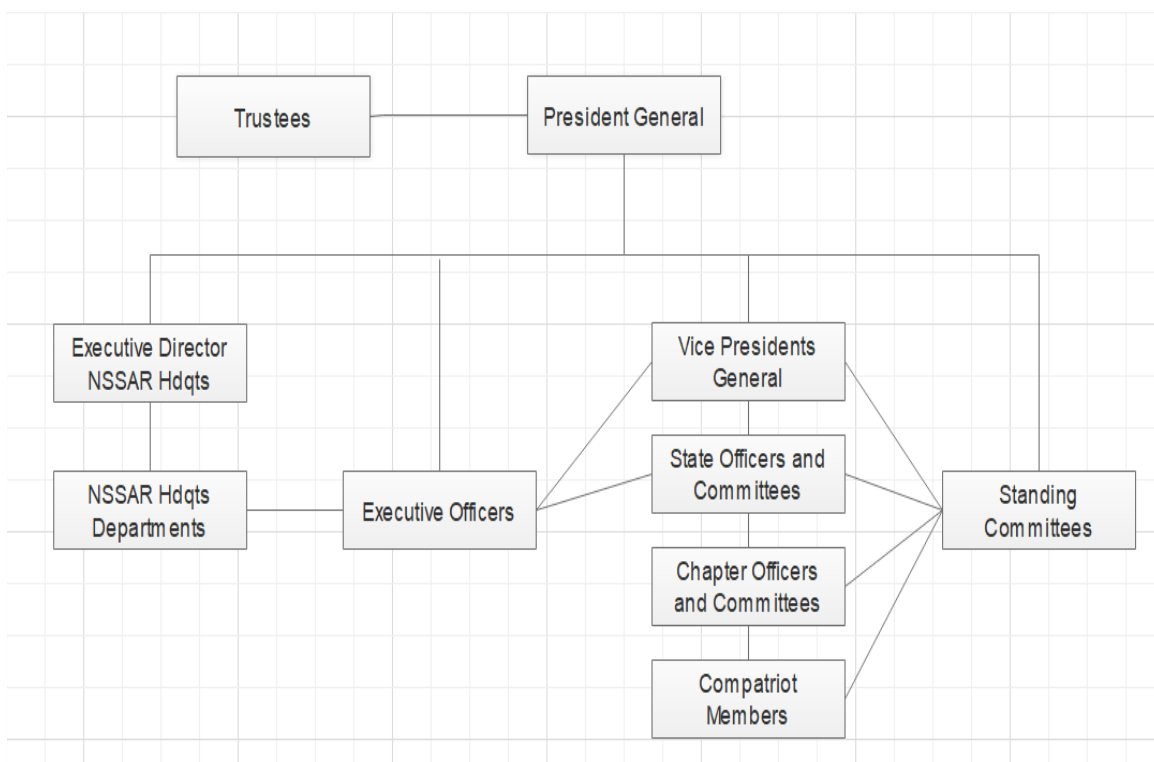 Trustees
President General
Executive Director
NSSAR Hdqts
Vice Presidents
General
State Officers and
Committees
NSSAR Hdqts
Departments
Executive Officers
Standing
Committees
Chapter Officers
and Committees
Compatriot
Members